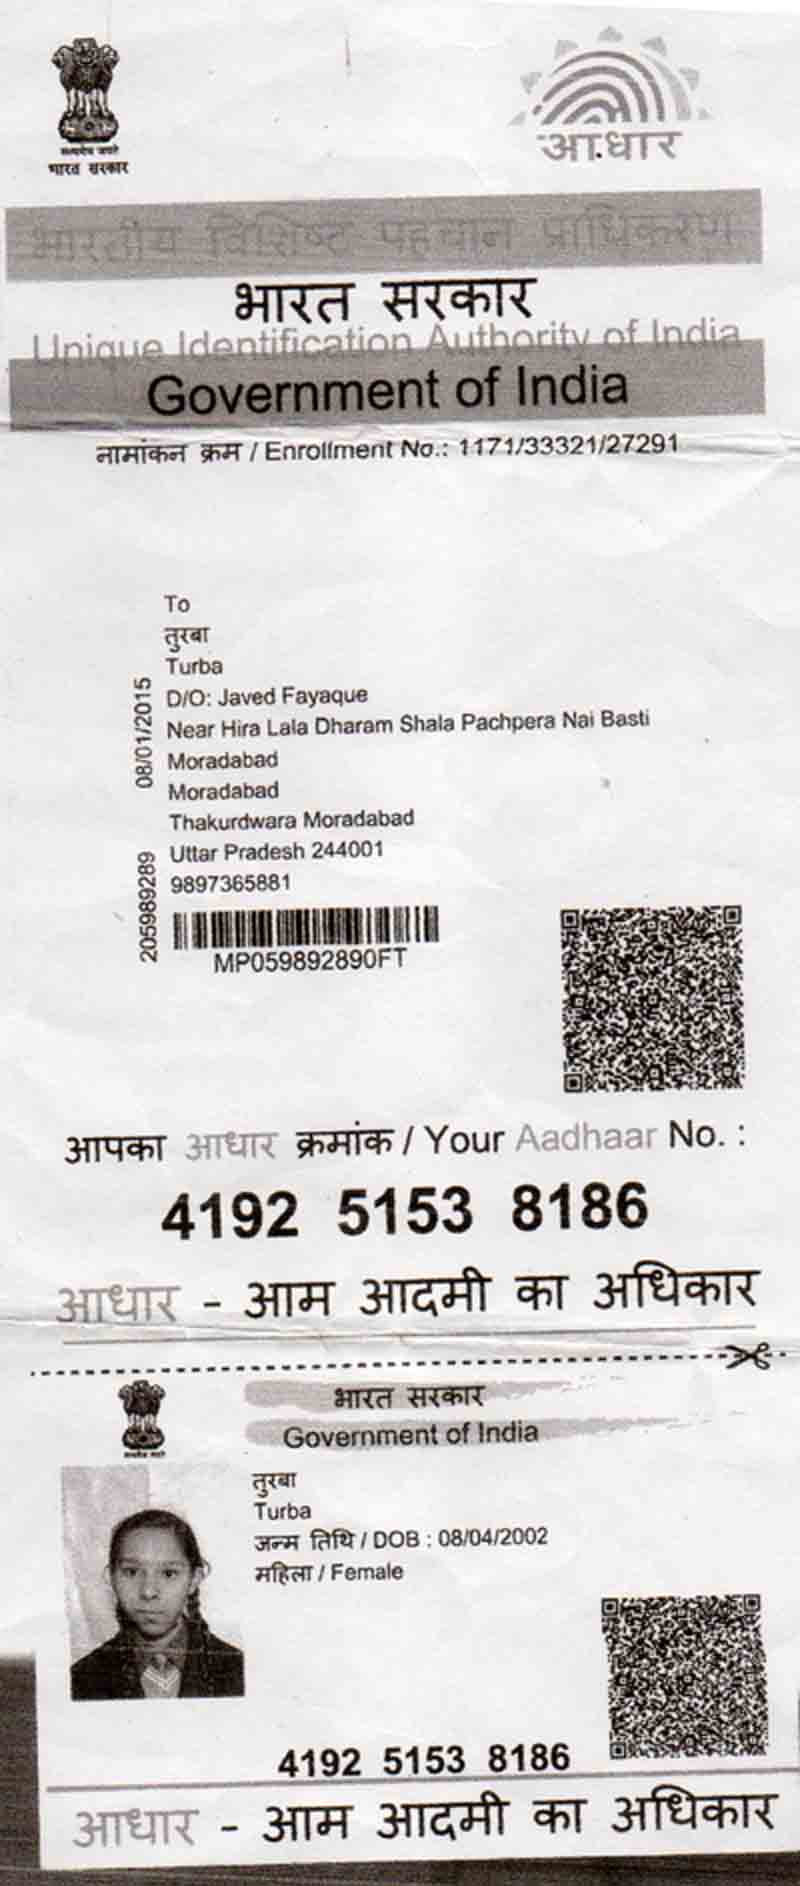 सत्यमेव जयते
भारत सरकार
आधार
भारतीय विशिष्ट पहचान प्राधिकरण
भारत सरकार
Unique Identification Authority of India
Government of India
नामांकन क्रम / Enrollment No.: 1171/33321/27291
To
तुरबा
Turba
D/O: Javed Fayaque
Near Hira Lala Dharam Shala Pachpera Nai Basti
Moradabad
Moradabad
Thakurdwara Moradabad
Uttar Pradesh 244001
9897365881
08/01/2015
205989289
MP059892890FT
आपका आधार क्रमांक / Your Aadhaar No. :
4192 5153 8186
आधार - आम आदमी का अधिकार
भारत सरकार
Government of India
तुरबा
Turba
जन्म तिथि / DOB : 08/04/2002
महिला / Female
4192 5153 8186
आधार - आम आदमी का अधिकार